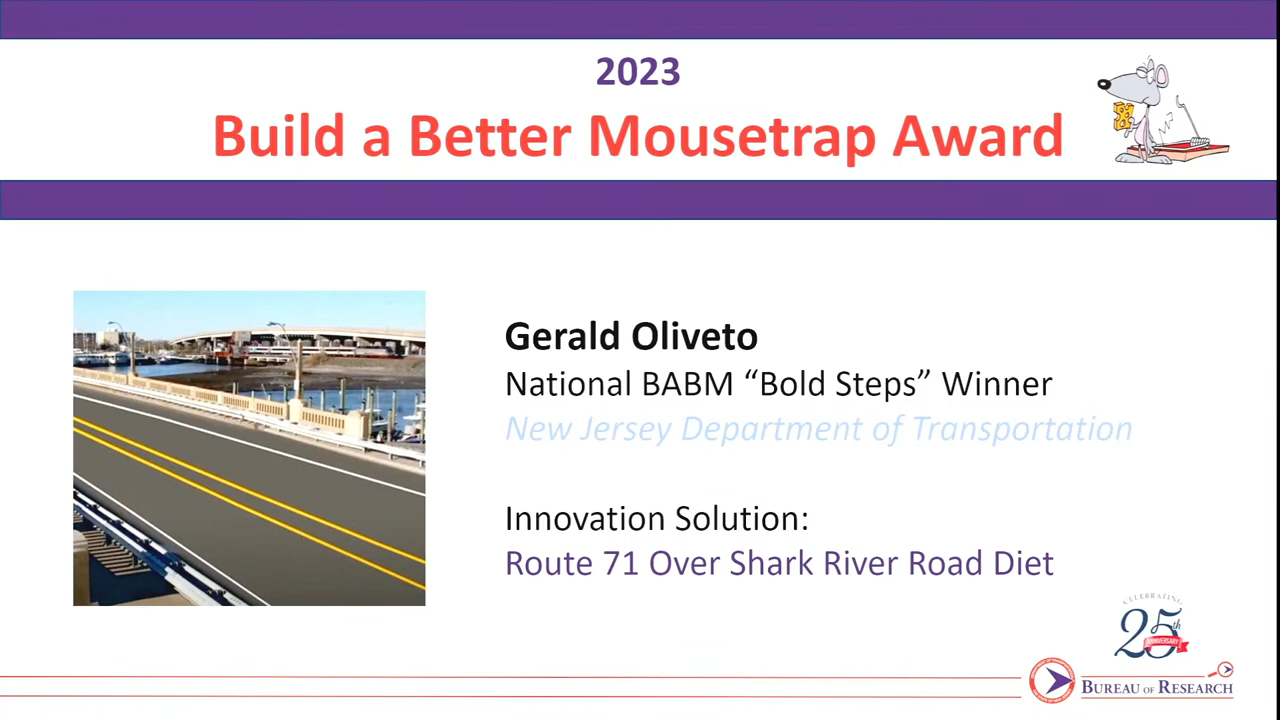 2023
Build a Better Mousetrap Award
Gerald Oliveto
National BABM “Bold Steps” Winner
New Jersey Department of Transportation
Innovation Solution:
Route 71 Over Shark River Road Diet
CELEBRATING
25th
ANNIVERSARY
BUREAU OF RESEARCH